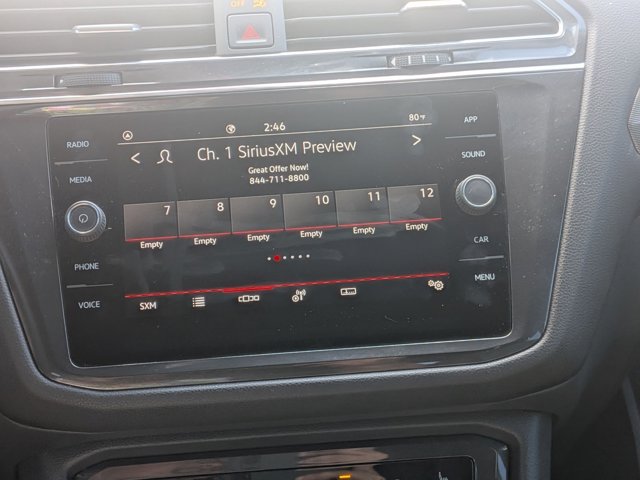 OFF
RADIO
MEDIA
PHONE
VOICE
2:46
80°F
Ch. 1 SiriusXM Preview
Great Offer Now!
844-711-8800
7 8 9 10 11 12
Empty Empty Empty Empty Empty Empty
SXM
APP
SOUND
CAR
MENU